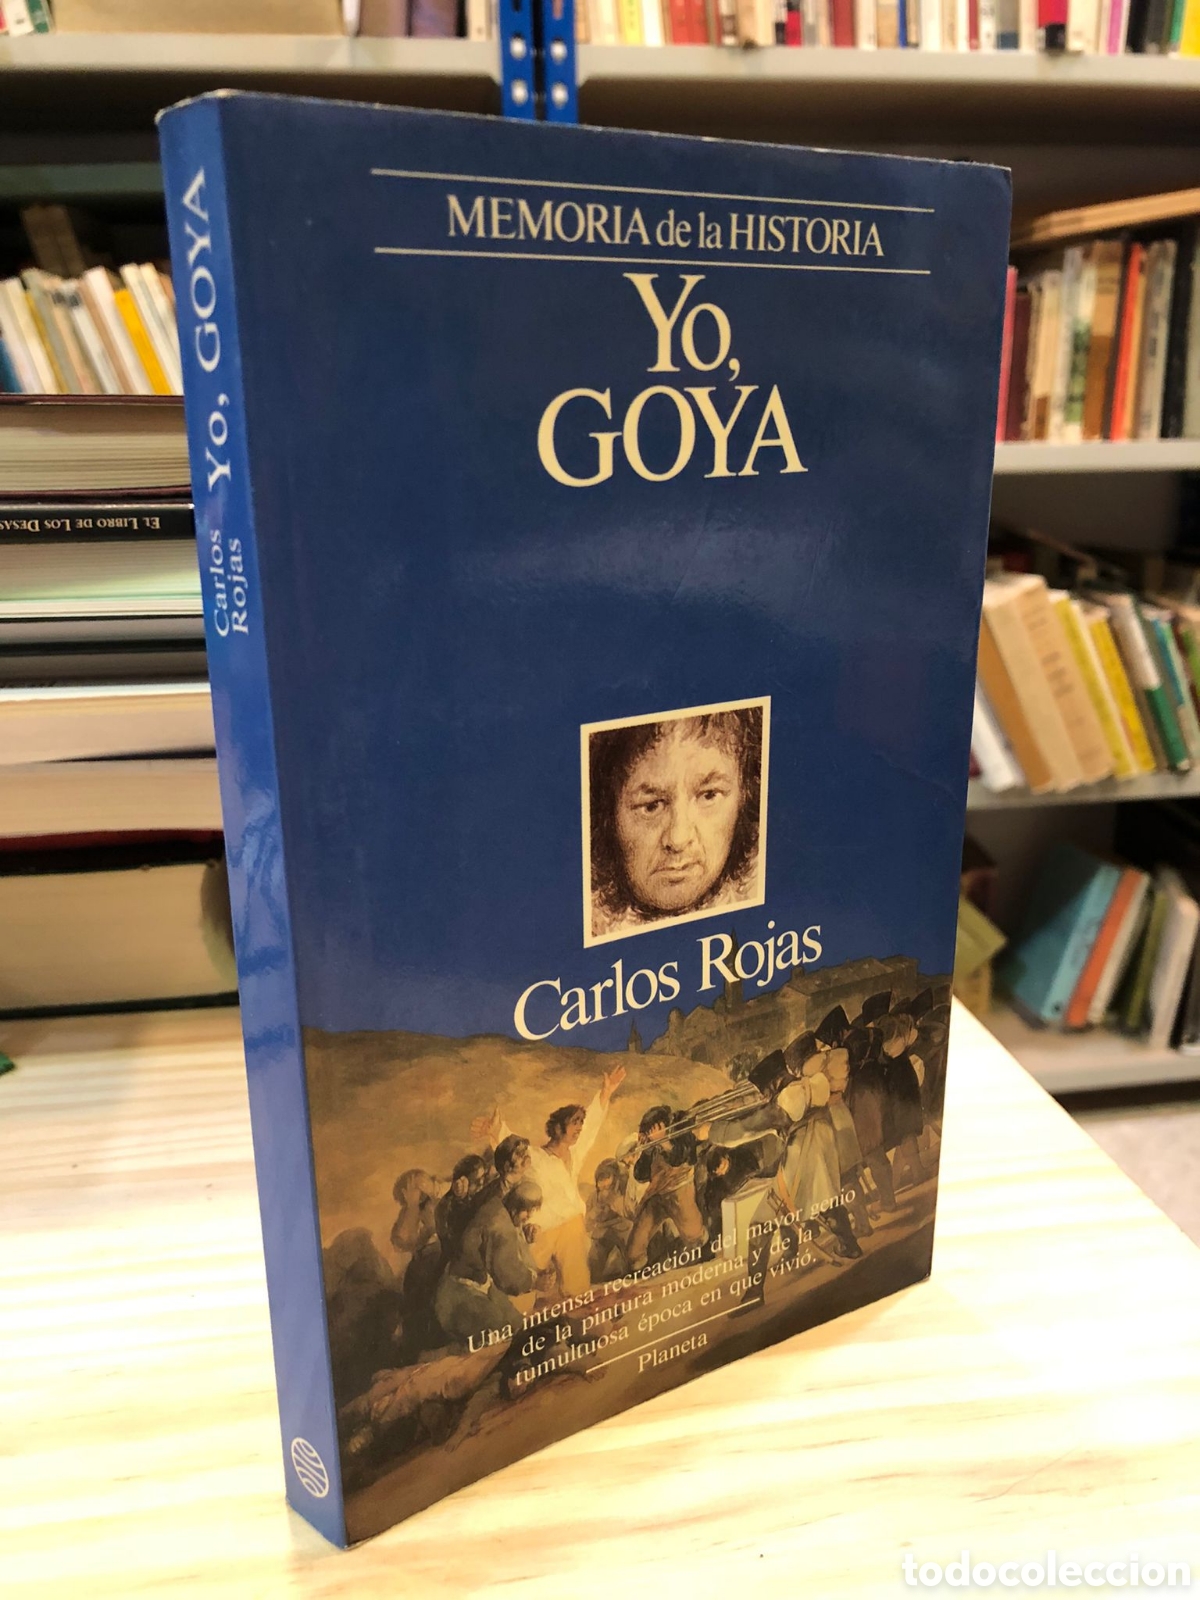 MEMORIA de la HISTORIA
Yo,
GOYA
Carlos Rojas
Una intensa recreación del mayor genio
de la pintura moderna y de la
tumultuosa época en que vivió.
Planeta
Carlos
Rojas
Yo, GOYA
EL LIBRO DE LOS DESAS
todocoleccion